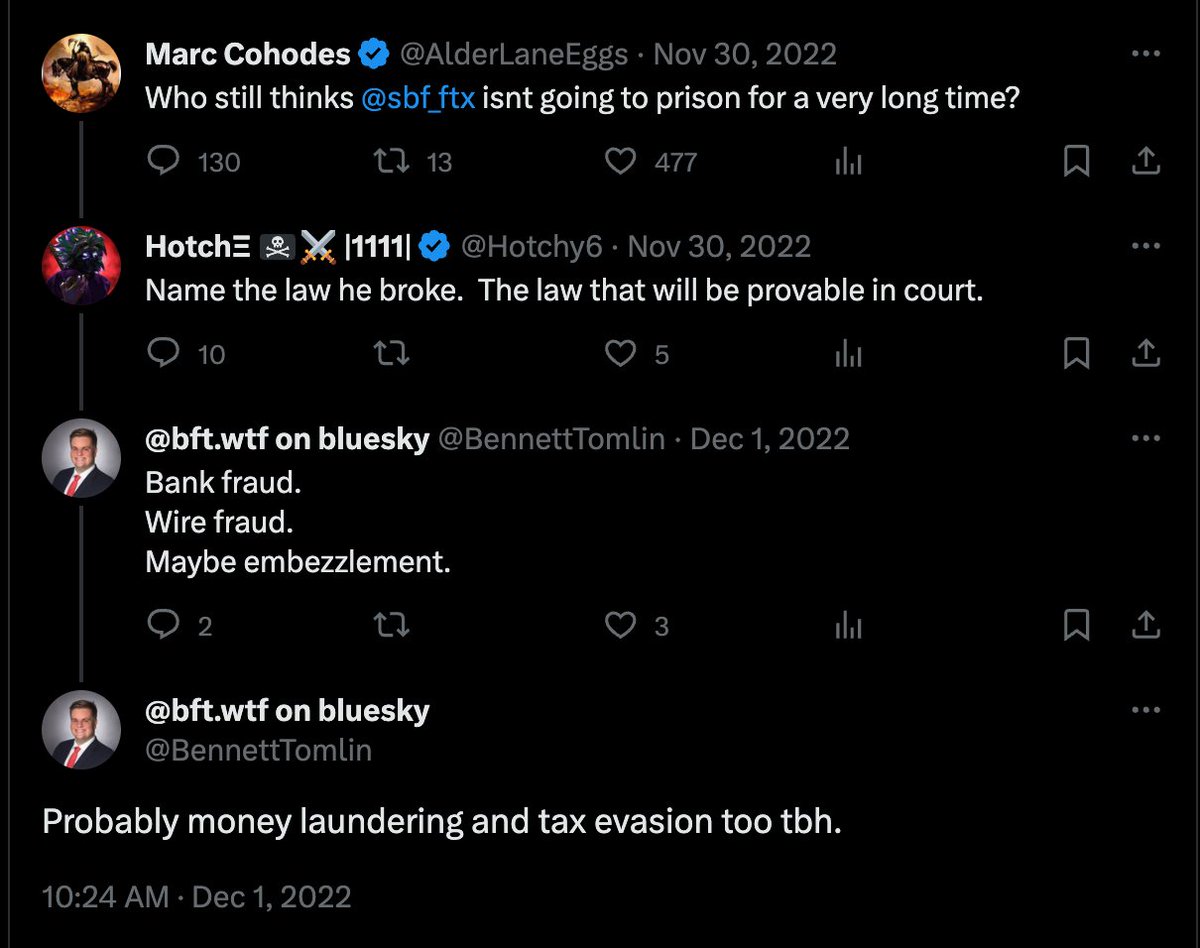 Marc Cohodes @AlderLaneEggs · Nov 30, 2022
Who still thinks @sbf_ftx isnt going to prison for a very long time?
130 13 477
HotchΞ ☠️⚔️ |1111| @Hotchy6 · Nov 30, 2022
Name the law he broke.  The law that will be provable in court.
10 5
@bft.wtf on bluesky @BennettTomlin · Dec 1, 2022
Bank fraud.
Wire fraud.
Maybe embezzlement.
2 3
@bft.wtf on bluesky
@BennettTomlin
Probably money laundering and tax evasion too tbh.
10:24 AM · Dec 1, 2022